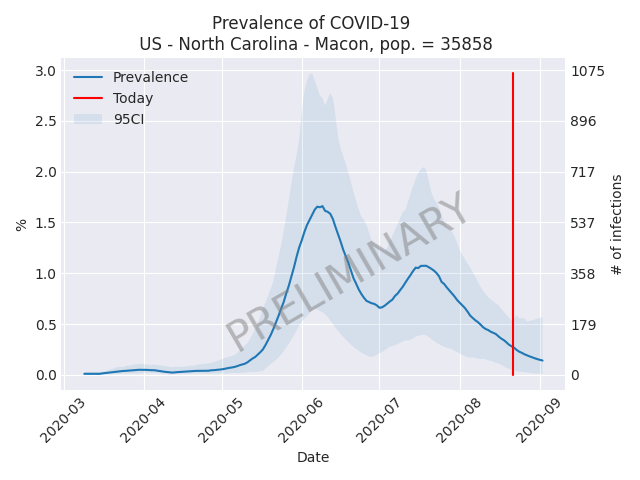 Prevalence of COVID-19
US - North Carolina - Macon, pop. = 35858
Prevalence
Today
95CI
PRELIMINARY
3.0
2.5
2.0
1.5
1.0
0.5
0.0
%
1075
896
717
537
358
179
0
# of infections
2020-03
2020-04
2020-05
2020-06
2020-07
2020-08
2020-09
Date